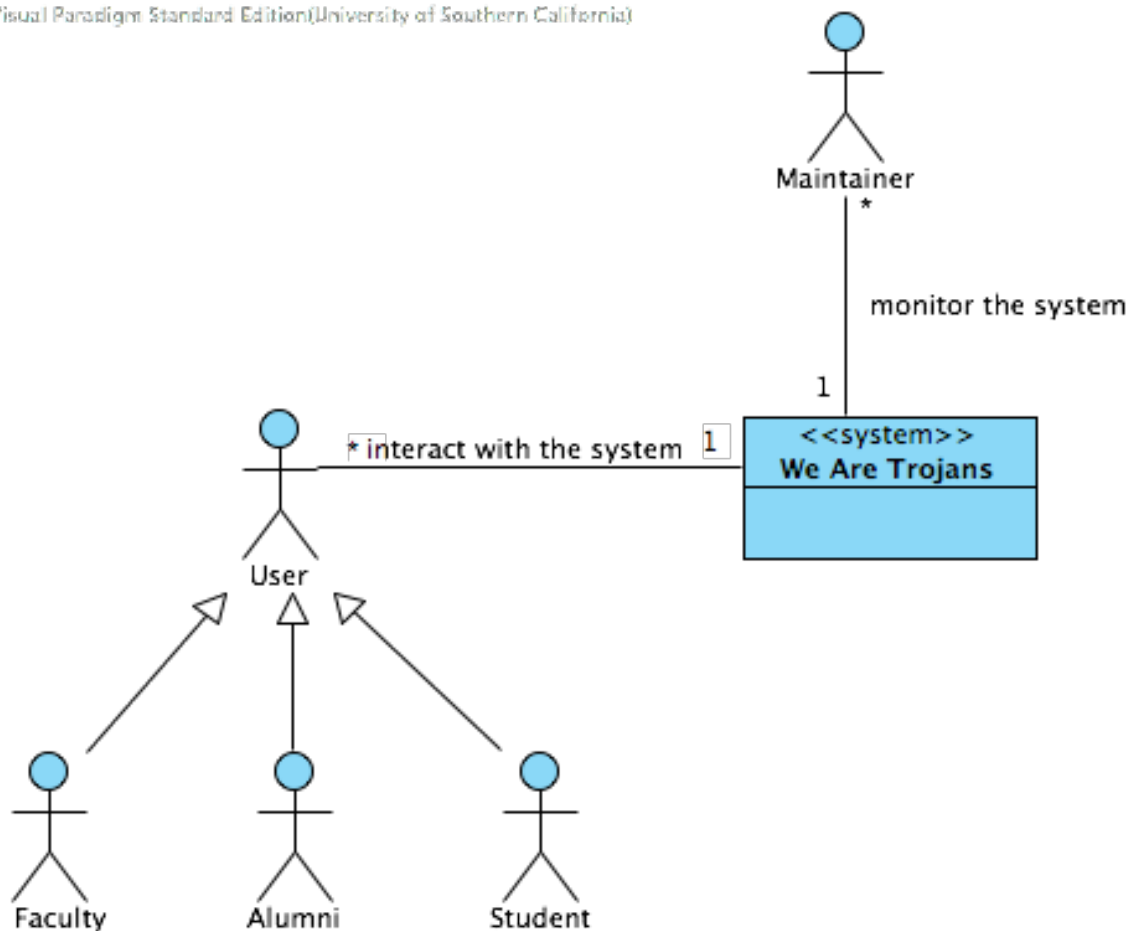 Visual Paradigm Standard Edition(University of Southern California)
Maintainer
*
monitor the system
1
* interact with the system 1
<<system>>
We Are Trojans
User
Faculty Alumni Student